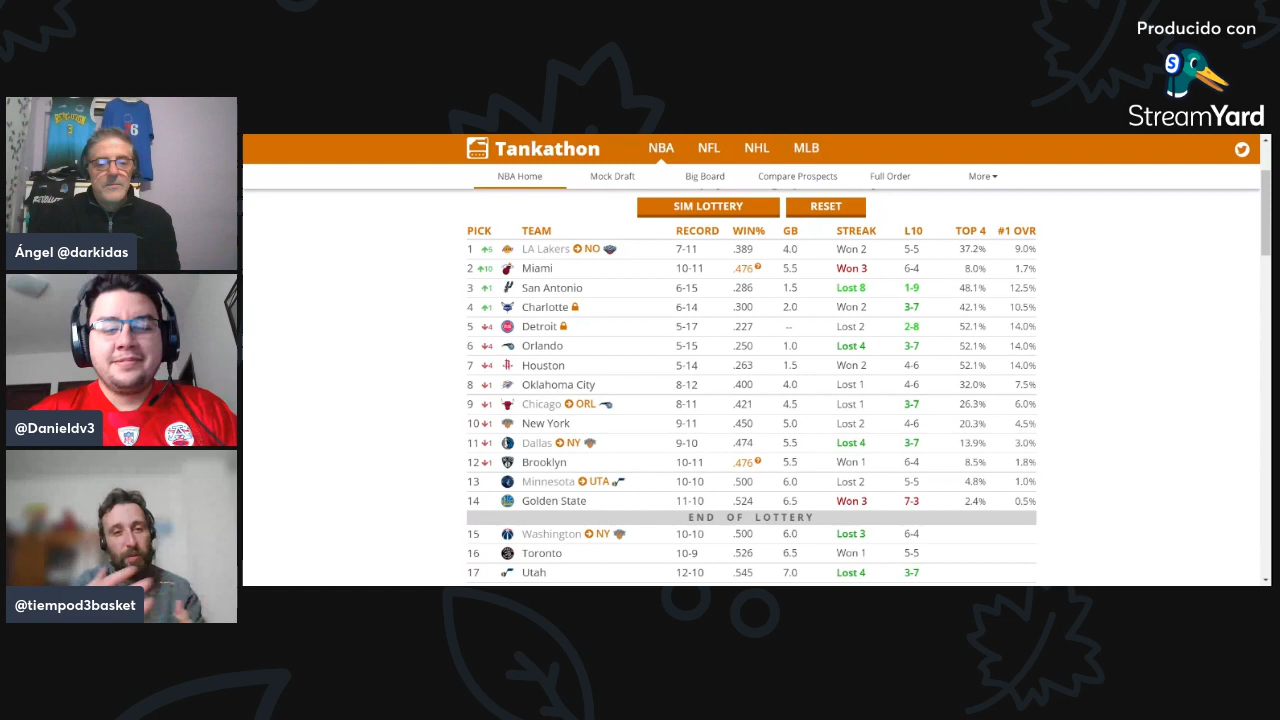 Producido con
StreamYard
REVOLUTION
3
76
Ángel @darkidas
@Danieldv3
@tiempod3basket
Tankathon NBA NFL NHL MLB
NBA Home Mock Draft Big Board Compare Prospects Full Order More
SIM LOTTERY RESET
PICK TEAM RECORD WIN% GB STREAK L10 TOP 4 #1 OVR
1 5 LA Lakers NO 7-11 .389 4.0 Won 2 5-5 37.2% 9.0%
2 10 Miami 10-11 .476 ? 5.5 Won 3 6-4 8.0% 1.7%
3 1 San Antonio 6-15 .286 1.5 Lost 8 1-9 48.1% 12.5%
4 1 Charlotte 6-14 .300 2.0 Won 2 3-7 42.1% 10.5%
5 4 Detroit 5-17 .227 -- Lost 2 2-8 52.1% 14.0%
6 4 Orlando 5-15 .250 1.0 Lost 4 3-7 52.1% 14.0%
7 4 Houston 5-14 .263 1.5 Won 2 4-6 52.1% 14.0%
8 1 Oklahoma City 8-12 .400 4.0 Lost 1 4-6 32.0% 7.5%
9 1 Chicago ORL 8-11 .421 4.5 Lost 1 3-7 26.3% 6.0%
10 1 New York 9-11 .450 5.0 Lost 2 4-6 20.3% 4.5%
11 1 Dallas NY 9-10 .474 5.5 Lost 4 3-7 13.9% 3.0%
12 1 Brooklyn 10-11 .476 ? 5.5 Won 1 6-4 8.5% 1.8%
13 Minnesota UTA 10-10 .500 6.0 Lost 2 5-5 4.8% 1.0%
14 Golden State 11-10 .524 6.5 Won 3 7-3 2.4% 0.5%
END OF LOTTERY
15 Washington NY 10-10 .500 6.0 Lost 3 6-4
16 Toronto 10-9 .526 6.5 Won 1 5-5
17 Utah 12-10 .545 7.0 Lost 4 3-7